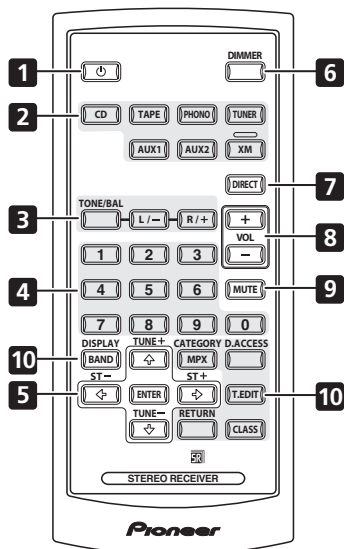 DIMMER
1
6
2
CD TAPE PHONO TUNER
AUX1 AUX2 XM
DIRECT
7
TONE/BAL
3
L / − R / +
+
VOL
−
8
1 2 3
4
4 5 6
MUTE
9
7 8 9 0
DISPLAY TUNE+ CATEGORY D.ACCESS
10
BAND MPX
ST− ST+
5
ENTER
T.EDIT
10
TUNE− RETURN
CLASS
SR
STEREO RECEIVER
Pioneer